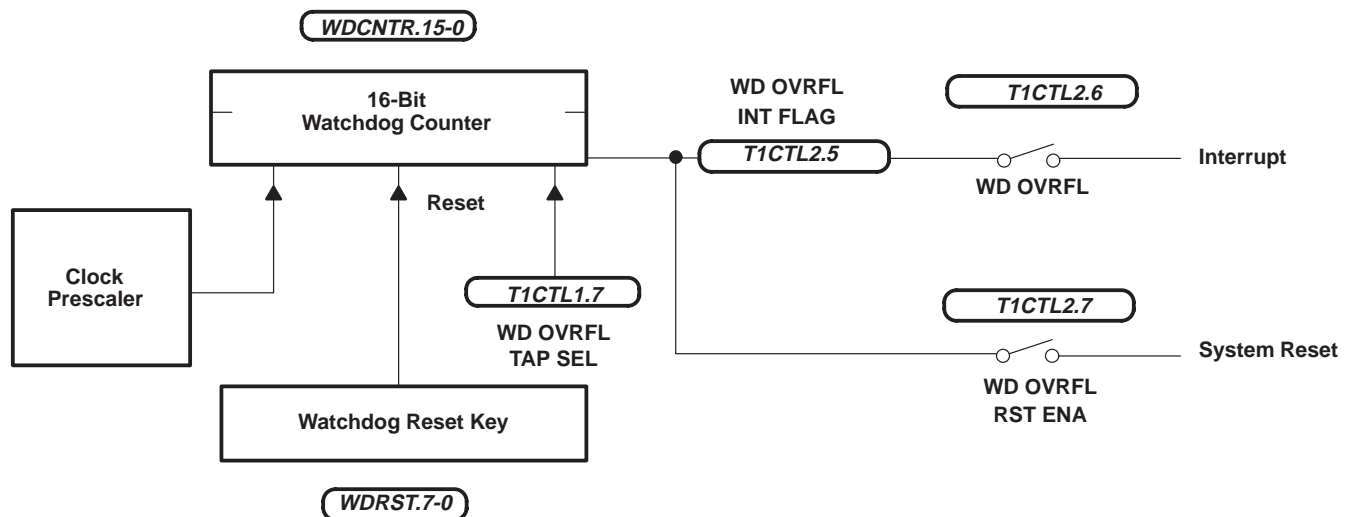 WDCNTR.15-0
16-Bit
Watchdog Counter
WD OVRFL
INT FLAG
T1CTL2.5
T1CTL2.6
WD OVRFL
Interrupt
Reset
Clock
Prescaler
T1CTL1.7
WD OVRFL
TAP SEL
T1CTL2.7
WD OVRFL
RST ENA
System Reset
Watchdog Reset Key
WDRST.7-0